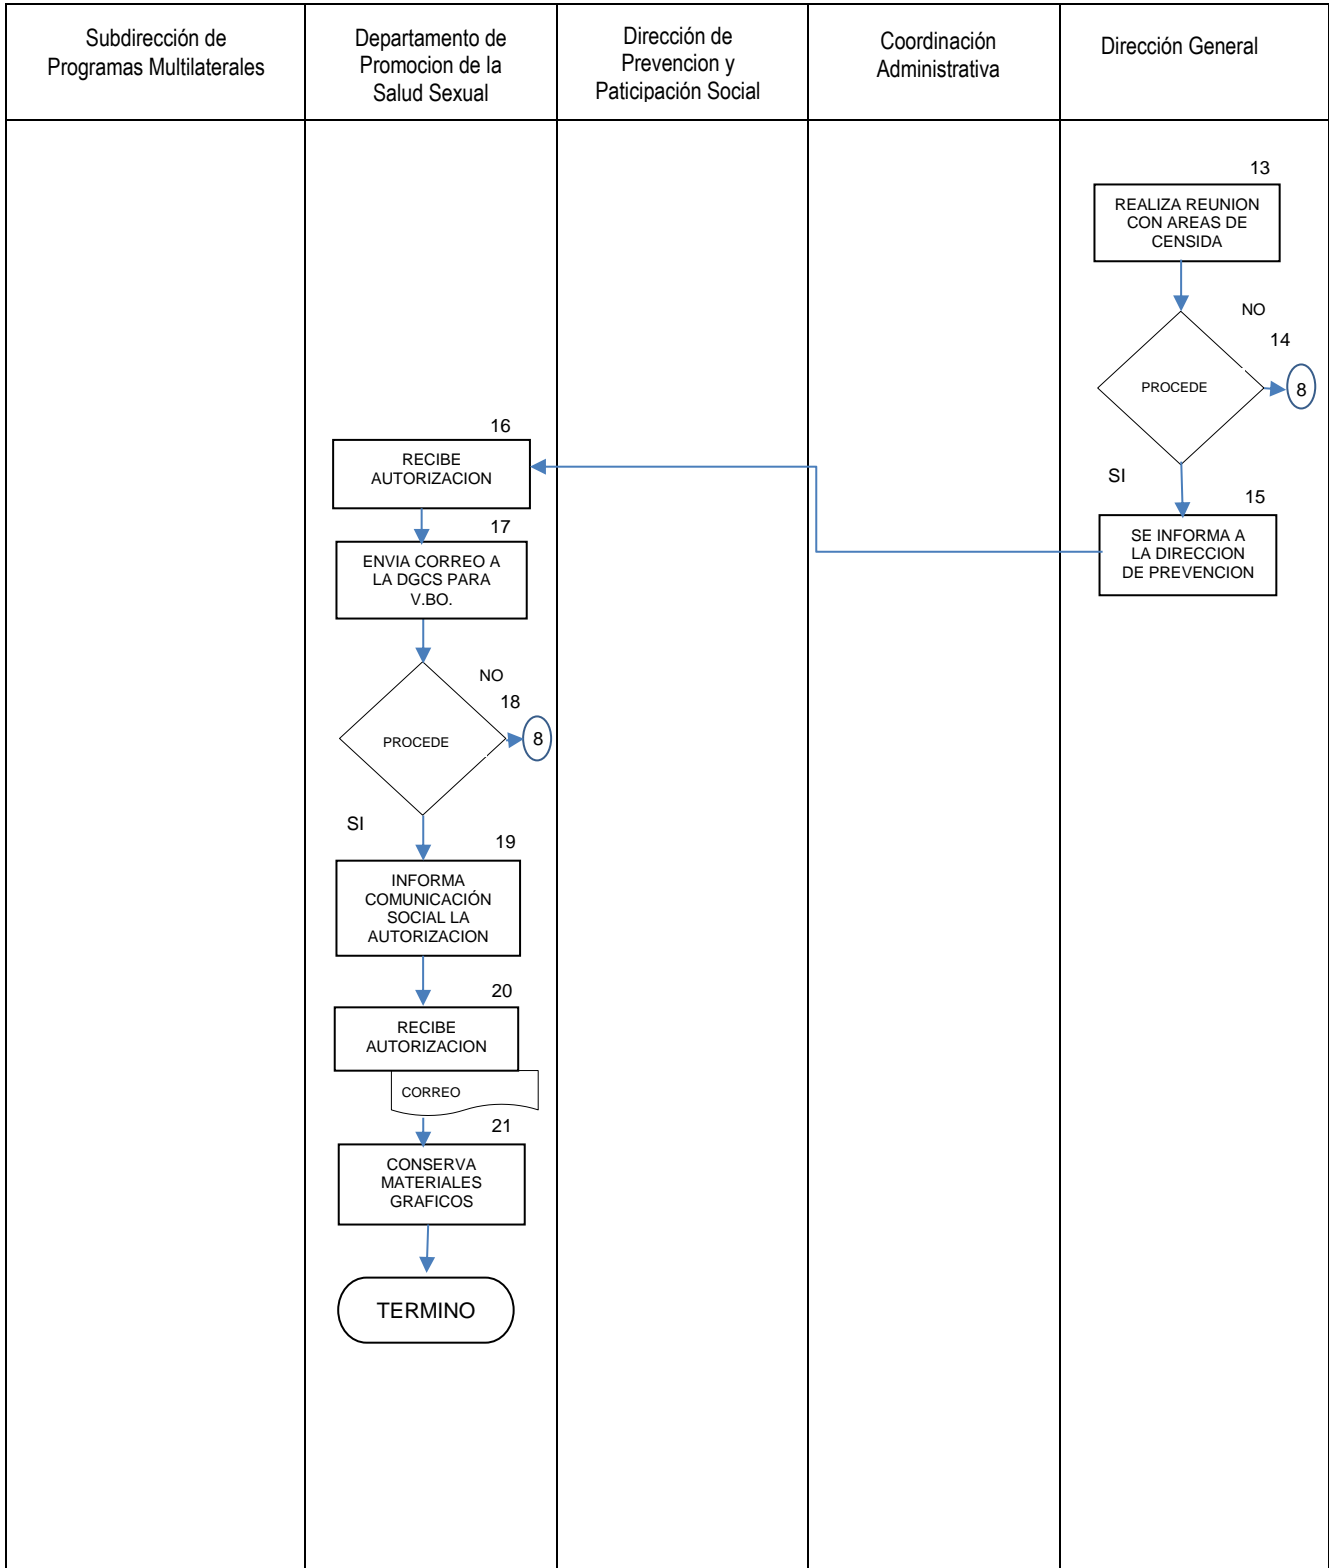 Subdirección de
Programas Multilaterales
Departamento de
Promocion de la
Salud Sexual
Dirección de
Prevencion y
Paticipación Social
Coordinación
Administrativa
Dirección General
13
REALIZA REUNION
CON AREAS DE
CENSIDA
NO
14
PROCEDE
8
SI
15
SE INFORMA A
LA DIRECCION
DE PREVENCION
16
RECIBE
AUTORIZACION
17
ENVIA CORREO A
LA DGCS PARA
V.BO.
NO
18
PROCEDE
8
SI
19
INFORMA
COMUNICACIÓN
SOCIAL LA
AUTORIZACION
20
RECIBE
AUTORIZACION
CORREO
21
CONSERVA
MATERIALES
GRAFICOS
TERMINO